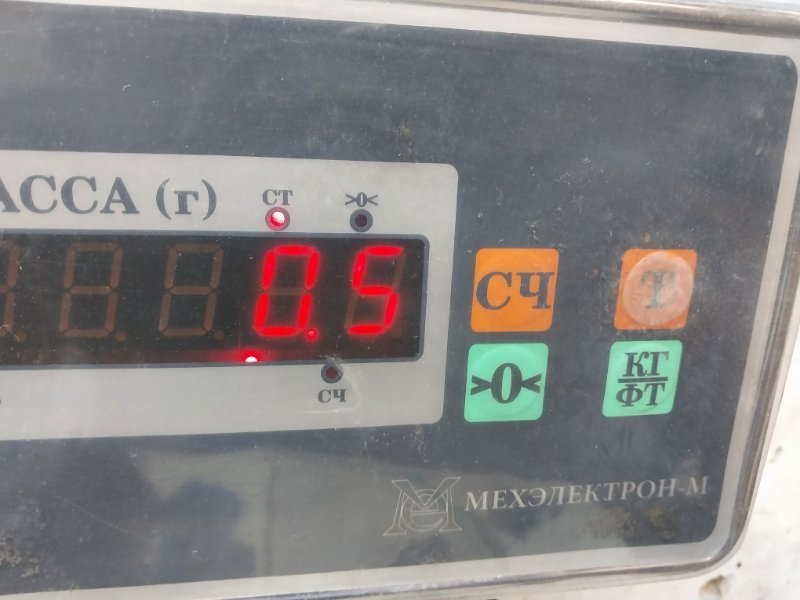 АССА (г)
СТ >0<
0.5
СЧ
СЧ Т
>0< КГ
ФТ
МЕХЭЛЕКТРОН-М